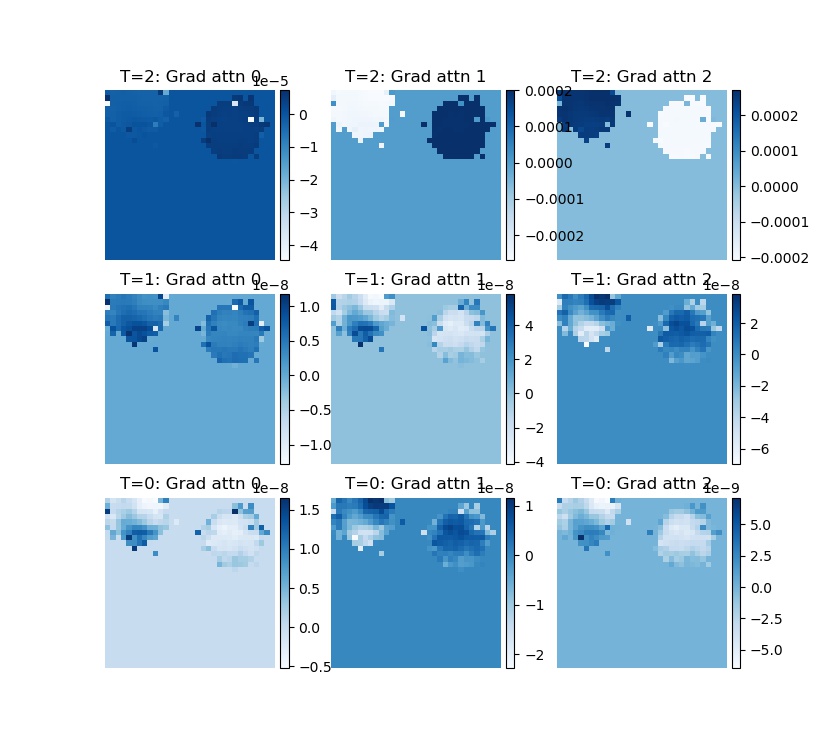 T=2: Grad attn 0
1e−5
0
−1
−2
−3
−4
T=2: Grad attn 1
0.0002
0.0001
0.0000
−0.0001
−0.0002
T=2: Grad attn 2
0.0002
0.0001
0.0000
−0.0001
−0.0002
T=1: Grad attn 0
1e−8
1.0
0.5
0.0
−0.5
−1.0
T=1: Grad attn 1
1e−8
4
2
0
−2
−4
T=1: Grad attn 2
1e−8
2
0
−2
−4
−6
T=0: Grad attn 0
1e−8
1.5
1.0
0.5
0.0
−0.5
T=0: Grad attn 1
1e−8
1
0
−1
−2
T=0: Grad attn 2
1e−9
5.0
2.5
0.0
−2.5
−5.0